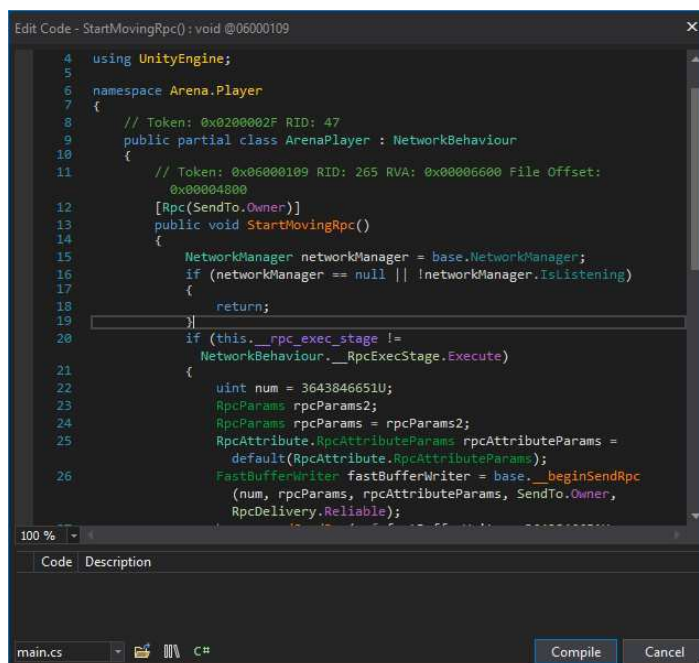 Edit Code - StartMovingRpc() : void @06000109
4 using UnityEngine;
5
6 namespace Arena.Player
7 {
8 // Token: 0x0200002F RID: 47
9 public partial class ArenaPlayer : NetworkBehaviour
10 {
11 // Token: 0x06000109 RID: 265 RVA: 0x00006600 File Offset:
0x00004800
12 [Rpc(SendTo.Owner)]
13 public void StartMovingRpc()
14 {
15 NetworkManager networkManager = base.NetworkManager;
16 if (networkManager == null || !networkManager.IsListening)
17 {
18 return;
19 }
20 if (this.__rpc_exec_stage !=
NetworkBehaviour.__RpcExecStage.Execute)
21 {
22 uint num = 3643846651U;
23 RpcParams rpcParams2;
24 RpcParams rpcParams = rpcParams2;
25 RpcAttribute.RpcAttributeParams rpcAttributeParams =
default(RpcAttribute.RpcAttributeParams);
26 FastBufferWriter fastBufferWriter = base.__beginSendRpc
(num, rpcParams, rpcAttributeParams, SendTo.Owner,
RpcDelivery.Reliable);
100 %
Code Description
main.cs C# Compile Cancel